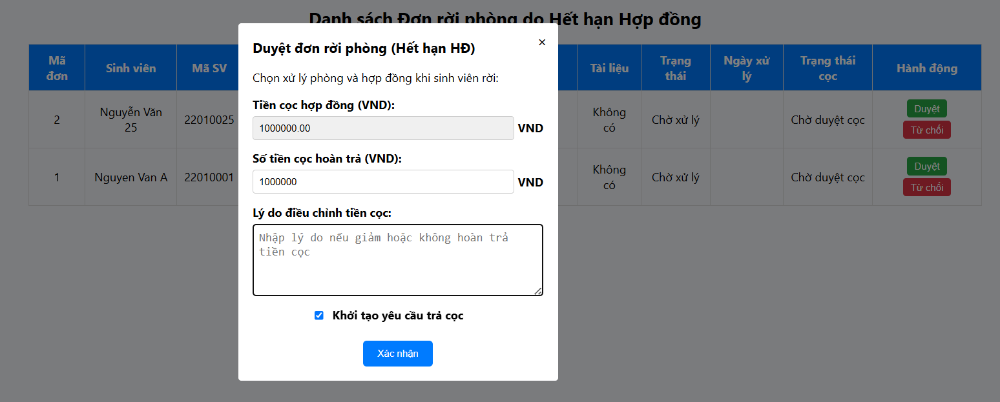 Danh sách Đơn rời phòng do Hết hạn Hợp đồng
Mã đơn
Sinh viên
Mã SV
Tài liệu
Trạng thái
Ngày xử lý
Trạng thái cọc
Hành động
2
Nguyễn Văn 25
22010025
Không có
Chờ xử lý
Chờ duyệt cọc
Duyệt
Từ chối
1
Nguyen Van A
22010001
Không có
Chờ xử lý
Chờ duyệt cọc
Duyệt
Từ chối
Duyệt đơn rời phòng (Hết hạn HĐ)
×
Chọn xử lý phòng và hợp đồng khi sinh viên rời:
Tiền cọc hợp đồng (VND):
1000000.00 VND
Số tiền cọc hoàn trả (VND):
1000000 VND
Lý do điều chỉnh tiền cọc:
Nhập lý do nếu giảm hoặc không hoàn trả
tiền cọc
Khởi tạo yêu cầu trả cọc
Xác nhận